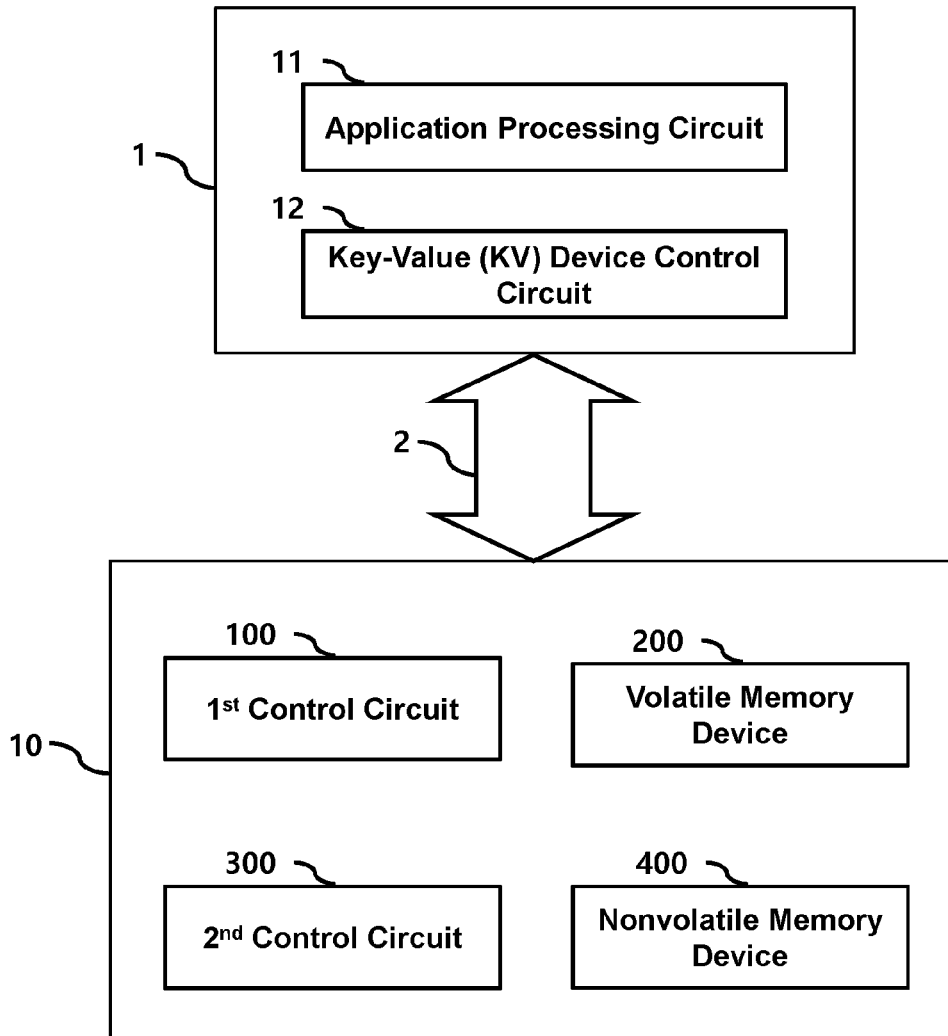 11
Application Processing Circuit
1
12
Key-Value (KV) Device Control
Circuit
2
100
1st Control Circuit
200
Volatile Memory
Device
10
300
2nd Control Circuit
400
Nonvolatile Memory
Device